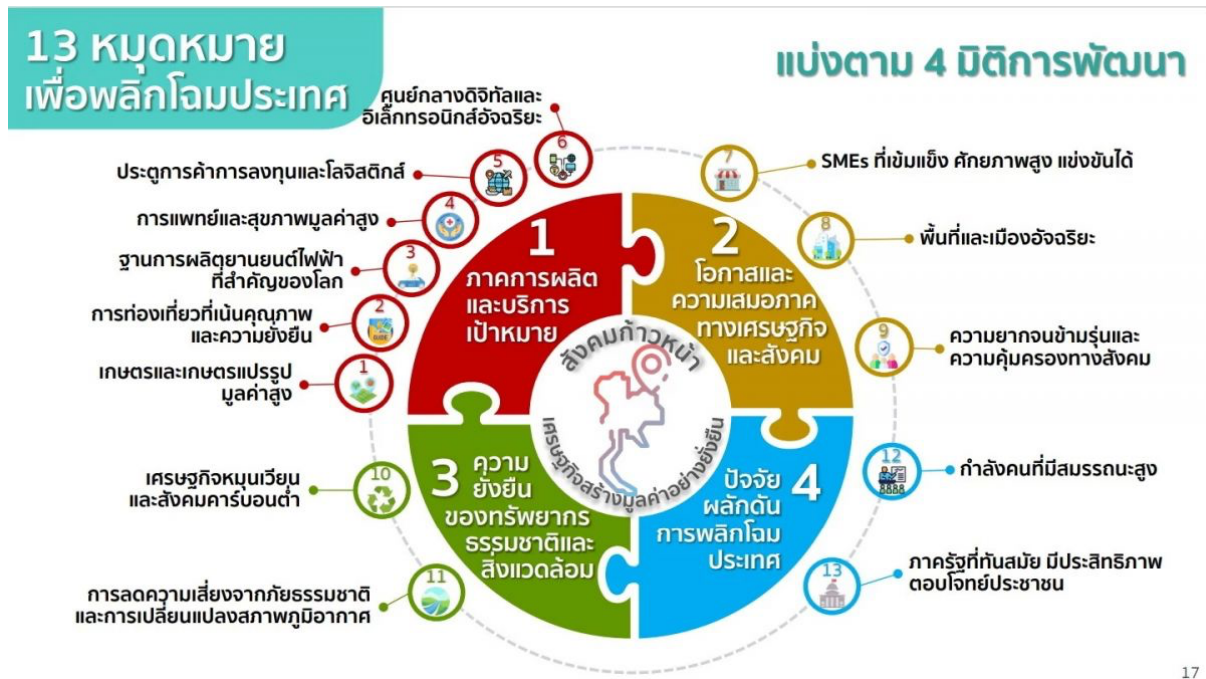 13 หมุดหมาย
เพื่อพลิกโฉมประเทศ
แบ่งตาม 4 มิติการพัฒนา
1
ภาคการผลิต
และบริการ
เป้าหมาย
6
ศูนย์กลางดิจิทัลและ
อิเล็กทรอนิกส์อัจฉริยะ
5
ประตูการค้าการลงทุนและโลจิสติกส์
4
การแพทย์และสุขภาพมูลค่าสูง
3
ฐานการผลิตยานยนต์ไฟฟ้า
ที่สำคัญของโลก
2
การท่องเที่ยวที่เน้นคุณภาพ
และความยั่งยืน
1
เกษตรและเกษตรแปรรูป
มูลค่าสูง
2
โอกาสและ
ความเสมอภาค
ทางเศรษฐกิจ
และสังคม
7
SMEs ที่เข้มแข็ง ศักยภาพสูง แข่งขันได้
8
พื้นที่และเมืองอัจฉริยะ
9
ความยากจนข้ามรุ่นและ
ความคุ้มครองทางสังคม
สังคมก้าวหน้า
เศรษฐกิจสร้างมูลค่าอย่างยั่งยืน
3 ความ
ยั่งยืน
ของทรัพยากร
ธรรมชาติและ
สิ่งแวดล้อม
10
เศรษฐกิจหมุนเวียน
และสังคมคาร์บอนต่ำ
11
การลดความเสี่ยงจากภัยธรรมชาติ
และการเปลี่ยนแปลงสภาพภูมิอากาศ
ปัจจัย 4
ผลักดัน
การพลิกโฉม
ประเทศ
12
กำลังคนที่มีสมรรถนะสูง
13
ภาครัฐที่ทันสมัย มีประสิทธิภาพ
ตอบโจทย์ประชาชน
17